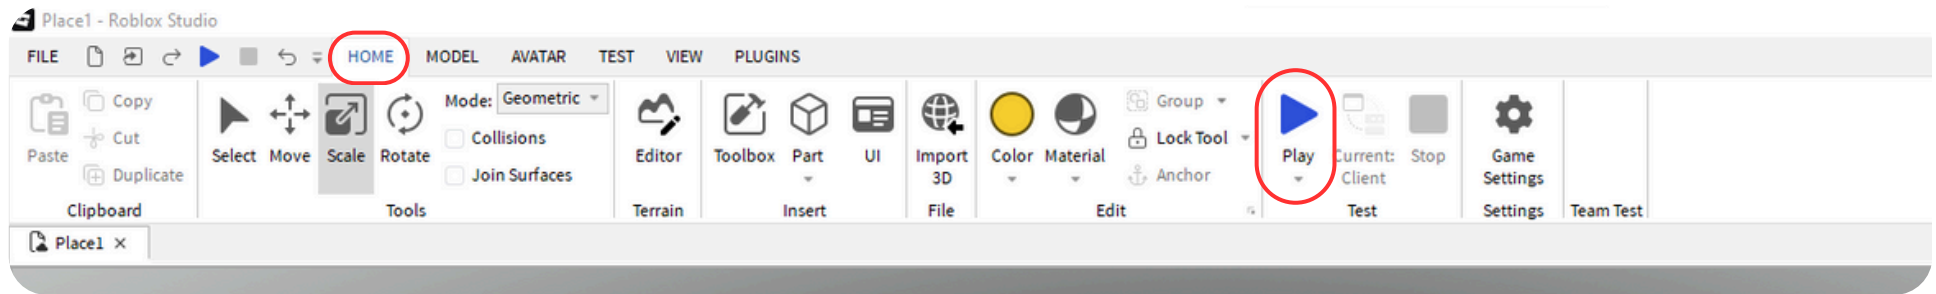 Place1 - Roblox Studio
FILE HOME MODEL AVATAR TEST VIEW PLUGINS
Paste
Copy
Cut
Duplicate
Clipboard
Select Move Scale Rotate
Mode: Geometric
Collisions
Join Surfaces
Tools
Editor
Terrain
Toolbox Part UI
Insert
Import
3D
File
Color Material
Group
Lock Tool
Anchor
Edit
Play
Current:
Client
Stop
Test
Game
Settings
Settings
Team Test
Place1 ×